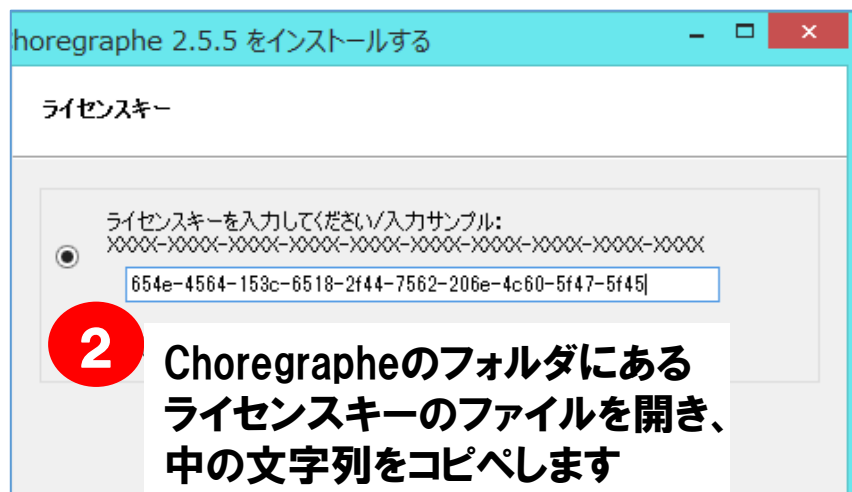 horegraphe 2.5.5 をインストールする
ライセンスキー
ライセンスキーを入力してください/入力サンプル:
XXXX-XXXX-XXXX-XXXX-XXXX-XXXX-XXXX-XXXX-XXXX-XXXX
654e-4564-153c-6518-2f44-7562-206e-4c60-5f47-5f45
2
Choregrapheのフォルダにある
ライセンスキーのファイルを開き、
中の文字列をコピペします